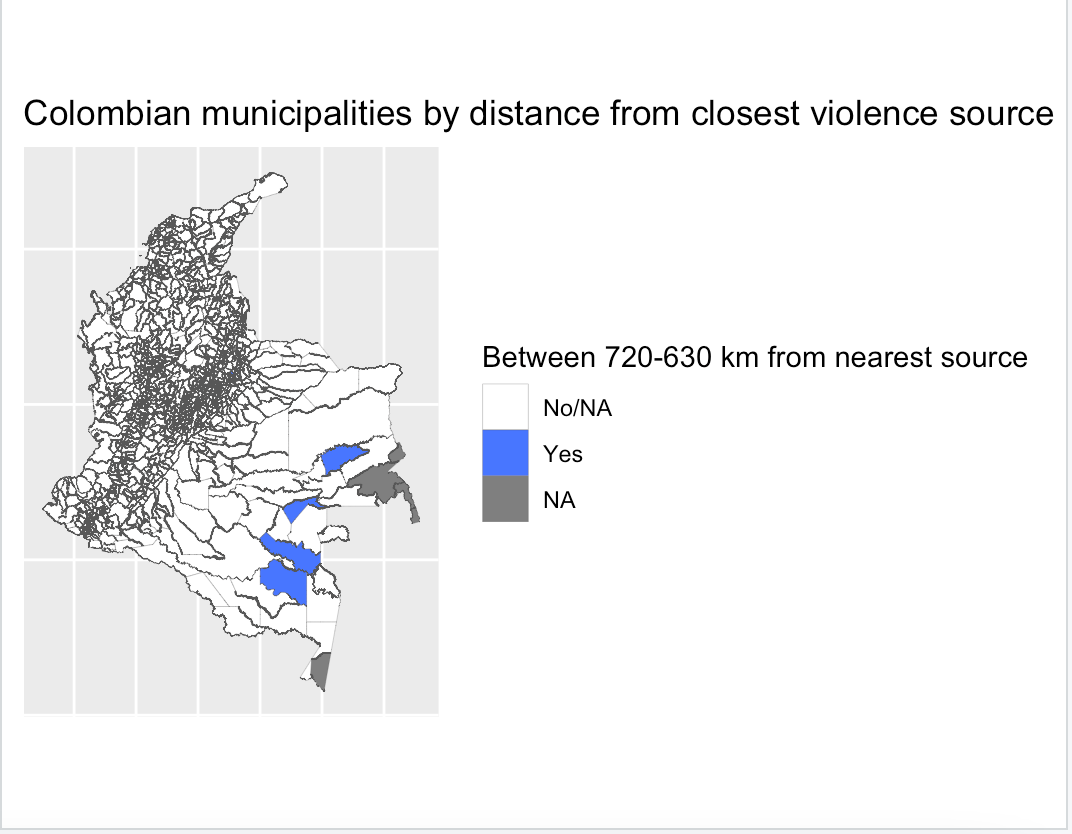 Colombian municipalities by distance from closest violence source
Between 720-630 km from nearest source
No/NA
Yes
NA